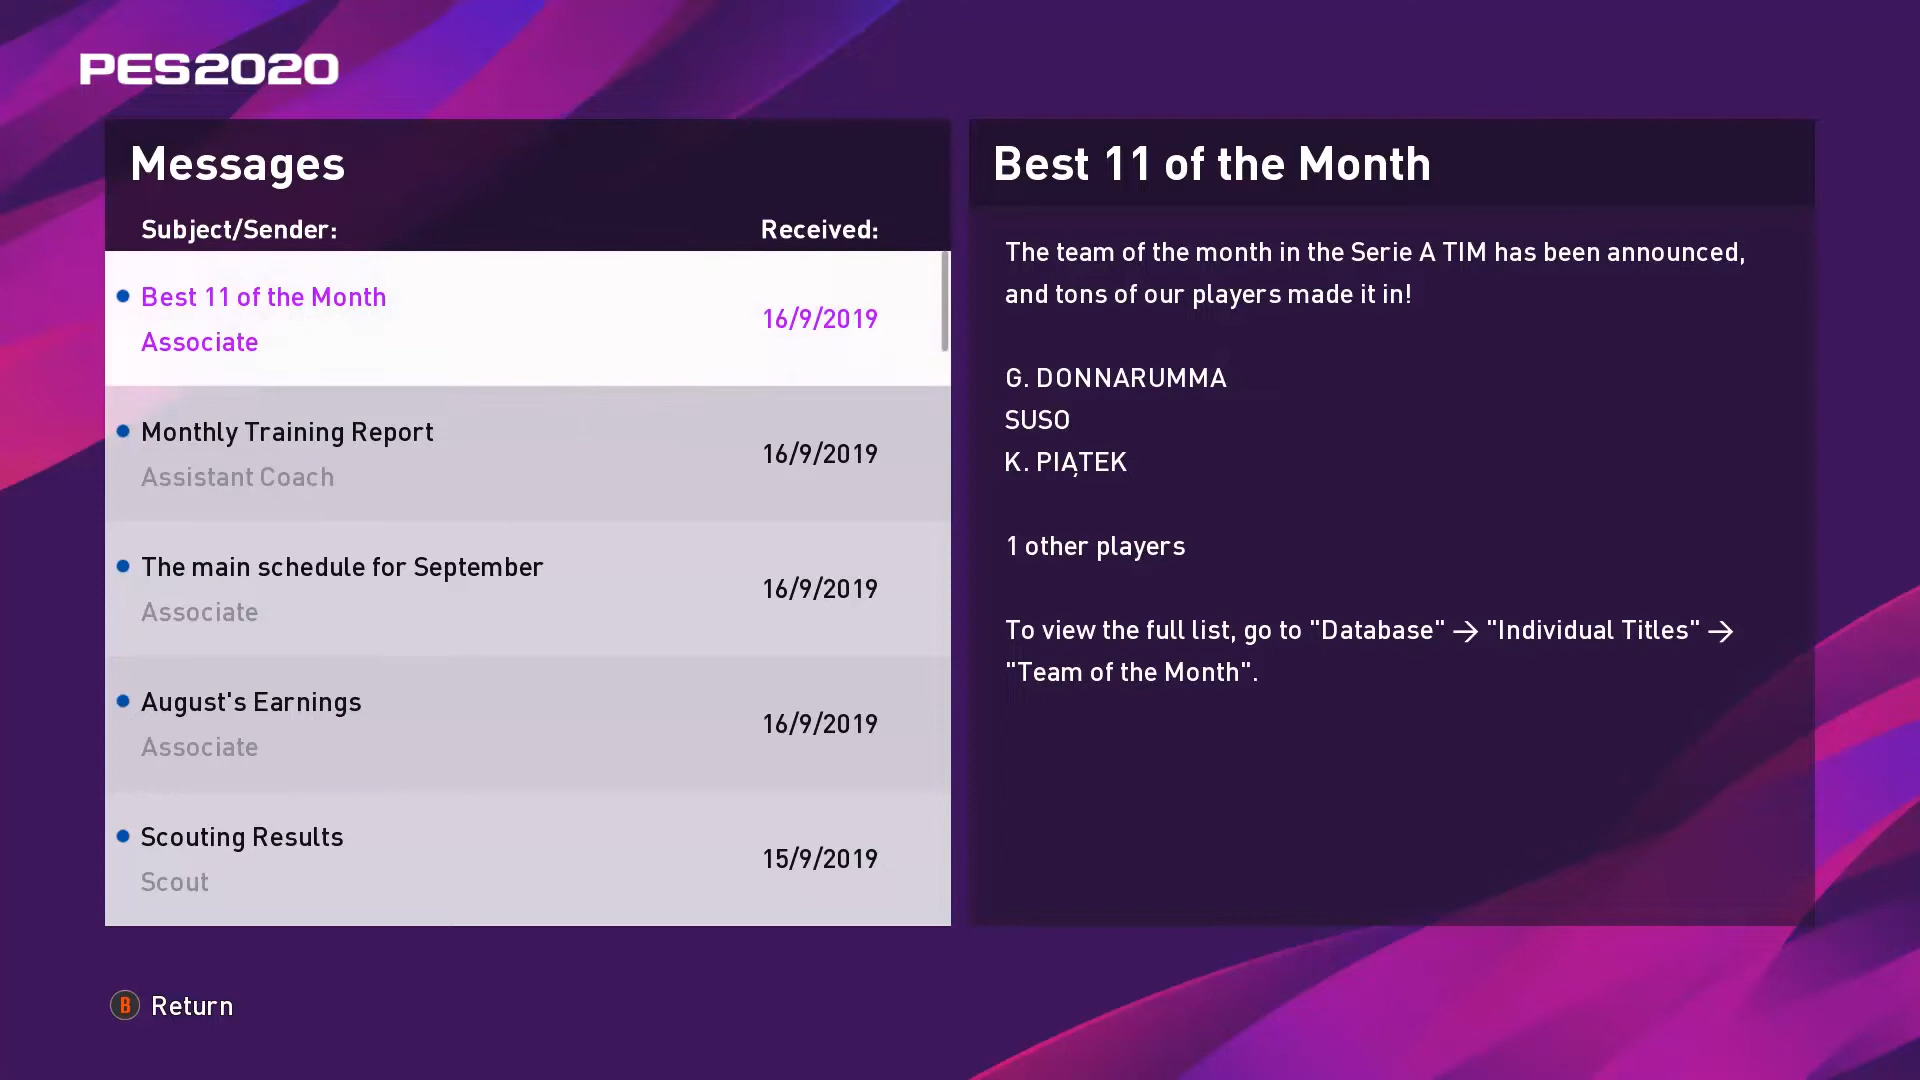 PES2020
Messages
Subject/Sender: Received:
Best 11 of the Month
Associate
16/9/2019
Monthly Training Report
Assistant Coach
16/9/2019
The main schedule for September
Associate
16/9/2019
August's Earnings
Associate
16/9/2019
Scouting Results
Scout
15/9/2019
Best 11 of the Month
The team of the month in the Serie A TIM has been announced,
and tons of our players made it in!
G. DONNARUMMA
SUSO
K. PIĄTEK
1 other players
To view the full list, go to "Database" → "Individual Titles" →
"Team of the Month".
B Return